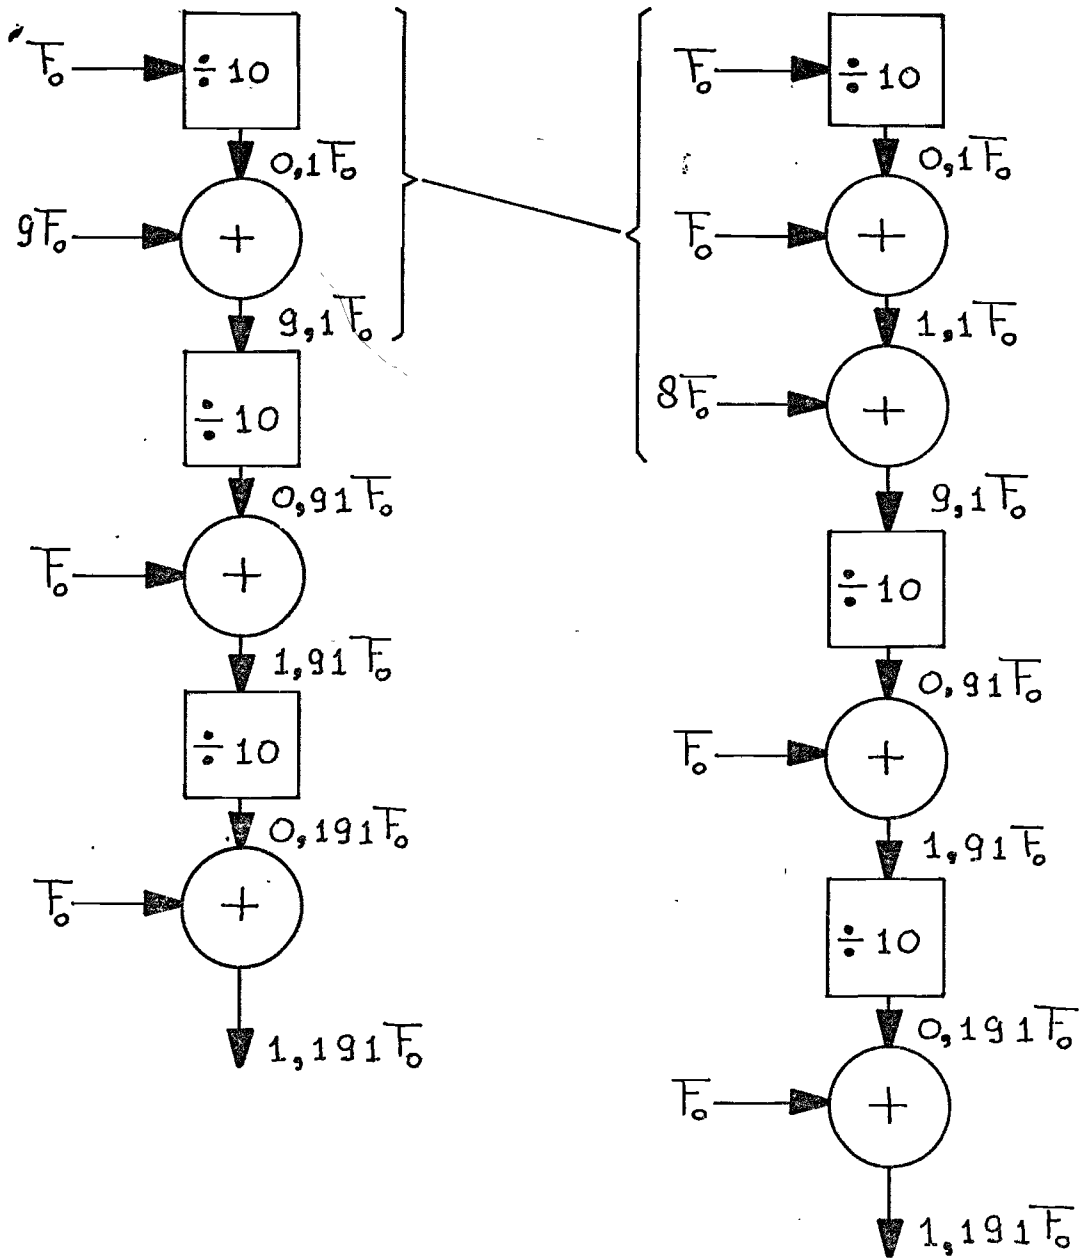 F₀
÷ 10
0,1F₀
9F₀
+
9,1F₀
÷ 10
0,91F₀
F₀
+
1,91F₀
÷ 10
0,191F₀
F₀
+
1,191F₀
F₀
÷ 10
0,1F₀
F₀
+
1,1F₀
8F₀
+
9,1F₀
÷ 10
0,91F₀
F₀
+
1,91F₀
÷ 10
0,191F₀
F₀
+
1,191F₀